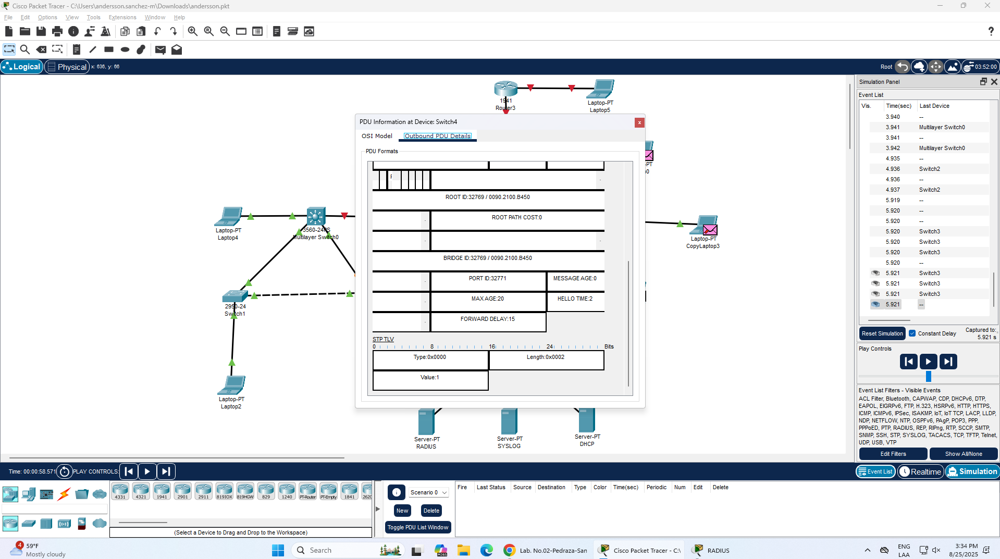 Cisco Packet Tracer - C:\Users\andersson.sanchez-m\Downloads\andersson.pkt
File Edit Options View Tools Extensions Window Help
Logical Physical x: 636, y: 66 Root 03:52:00
1941
Router3
Laptop-PT
Laptop5
Laptop-PT
Laptop4
3560-24PS
Multilayer Switch0
2950-24
Switch1
Laptop-PT
Laptop2
Laptop-PT
CopyLaptop3
Server-PT
RADIUS
Server-PT
SYSLOG
Server-PT
DHCP
PDU Information at Device: Switch4
OSI Model Outbound PDU Details
PDU Formats
ROOT ID:32769 / 0090.2100.B450
ROOT PATH COST:0
BRIDGE ID:32769 / 0090.2100.B450
PORT ID:32771 MESSAGE AGE:0
MAX AGE:20 HELLO TIME:2
FORWARD DELAY:15
STP TLV
0 8 16 24 Bits
Type:0x0000 Length:0x0002
Value:1
Simulation Panel
Event List
Vis. Time(sec) Last Device
3.940 --
3.941 Multilayer Switch0
3.941 --
3.942 Multilayer Switch0
4.935 --
4.936 Switch2
4.936 --
4.937 Switch2
5.919 --
5.920 --
5.920 --
5.920 Switch3
5.920 Switch3
5.920 Switch3
5.920 --
5.921 Switch3
5.921 Switch3
5.921 Switch3
5.921 --
Reset Simulation Constant Delay Captured to:
5.921 s
Play Controls
Event List Filters - Visible Events
ACL Filter, Bluetooth, CAPWAP, CDP, DHCPv6, DTP,
EAPOL, EIGRPv6, FTP, H.323, HSRPv6, HTTP, HTTPS,
ICMP, ICMPv6, IPSec, ISAKMP, IoT, IoT TCP, LACP, LLDP,
NDP, NETFLOW, NTP, OSPFv6, PAgP, POP3, PPP,
PPPoED, PTP, RADIUS, REP, RIPng, RTP, SCCP, SMTP,
SNMP, SSH, STP, SYSLOG, TACACS, TCP, TFTP, Telnet,
UDP, USB, VTP
Edit Filters Show All/None
Time: 00:00:58.571 PLAY CONTROLS: Event List Realtime Simulation
4331 4321 1941 2901 2911 819IOX 819HGW 829 1240 PT-Router PT-Empty 1841 2620
(Select a Device to Drag and Drop to the Workspace)
Scenario 0
New Delete
Toggle PDU List Window
Fire Last Status Source Destination Type Color Time(sec) Periodic Num Edit Delete
4 59°F
Mostly cloudy
Search
M365
Lab. No.02-Pedraza-San
Cisco Packet Tracer - C:\
RADIUS
ENG
LAA
3:34 PM
8/25/2025